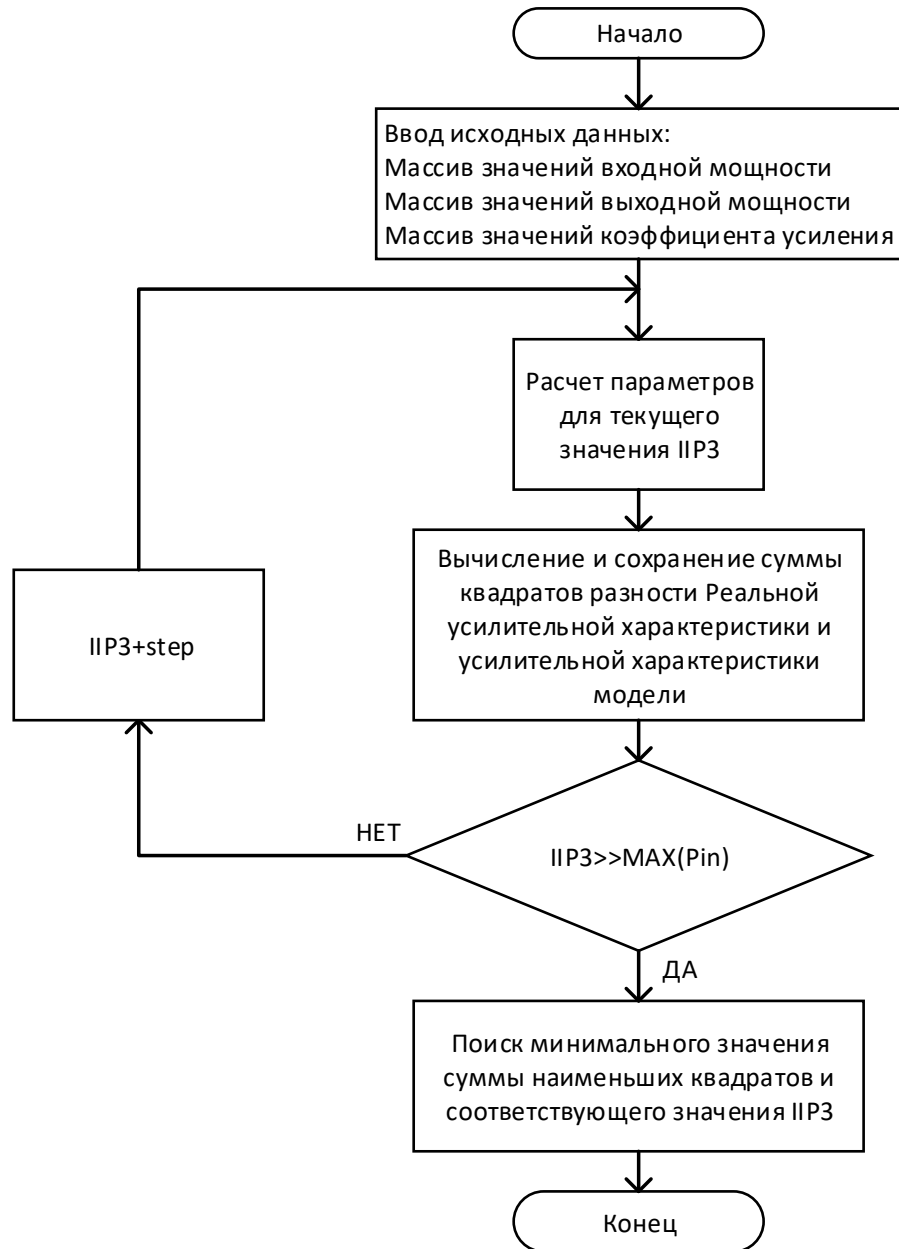 Начало
Ввод исходных данных:
Массив значений входной мощности
Массив значений выходной мощности
Массив значений коэффициента усиления
Расчет параметров
для текущего
значения IIP3
Вычисление и сохранение суммы
квадратов разности Реальной
усилительной характеристики и
усилительной характеристики
модели
IIP3+step
НЕТ
IIP3>>MAX(Pin)
ДА
Поиск минимального значения
суммы наименьших квадратов и
соответствующего значения IIP3
Конец